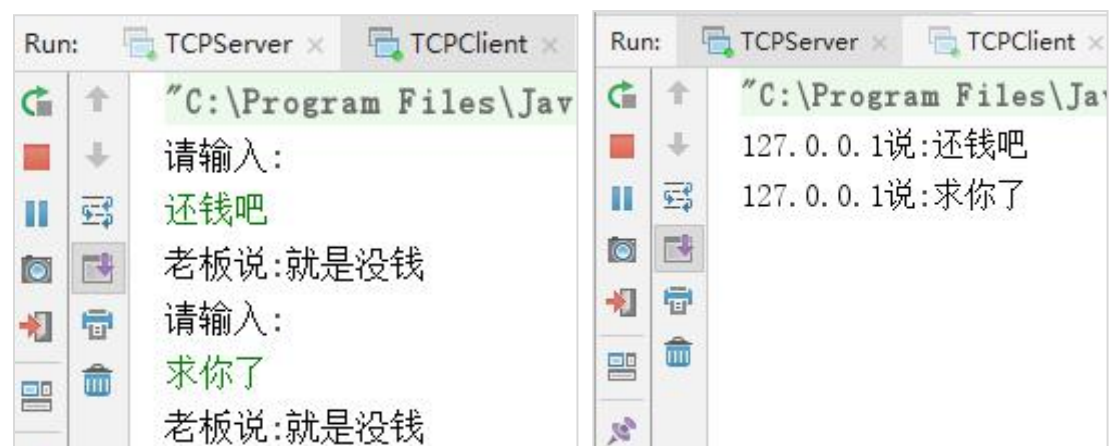 Run: TCPServer × TCPClient ×
"C:\Program Files\Jav
请输入:
还钱吧
老板说:就是没钱
请输入:
求你了
老板说:就是没钱
Run: TCPServer × TCPClient ×
"C:\Program Files\Jav
127.0.0.1说:还钱吧
127.0.0.1说:求你了